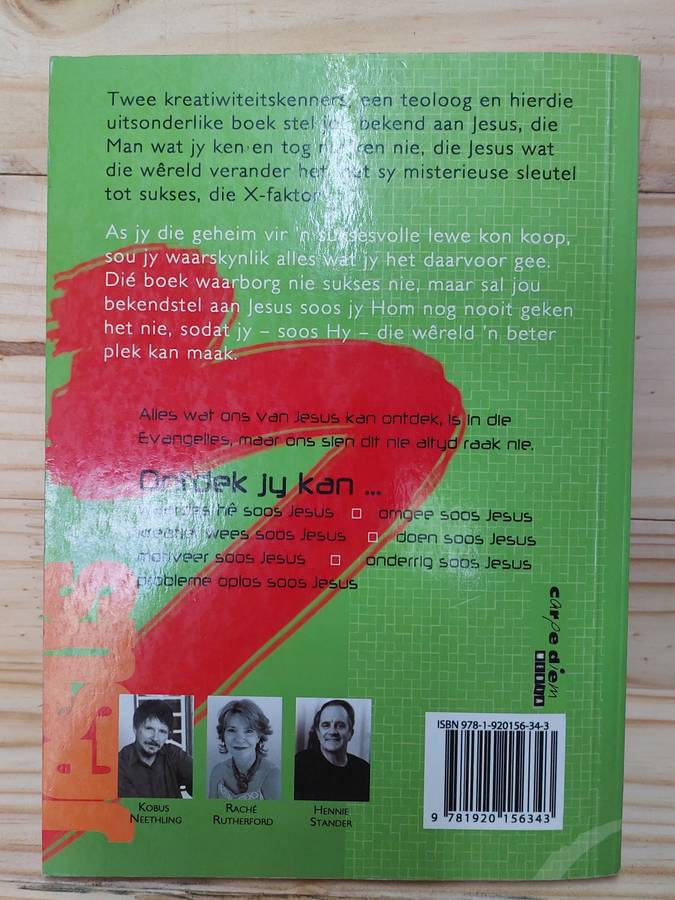 Twee kreatiwiteitskenners, een teoloog en hierdie
uitsonderlike boek stel jou bekend aan Jesus, die
Man wat jy ken en tog nie ken nie, die Jesus wat
die wêreld verander het met sy misterieuse sleutel
tot sukses, die X-faktor
As jy die geheim vir 'n suksesvolle lewe kon koop,
sou jy waarskynlik alles wat jy het daarvoor gee.
Dié boek waarborg nie sukses nie, maar sal jou
bekendstel aan Jesus soos jy Hom nog nooit geken
het nie, sodat jy – soos Hy – die wêreld 'n beter
plek kan maak.
Alles wat ons van Jesus kan ontdek, is in die
Evangelies, maar ons sien dit nie altyd raak nie.
Ontdek jy kan ...
waardes hê soos Jesus □ omgee soos Jesus
kreatief wees soos Jesus □ doen soos Jesus
motiveer soos Jesus □ onderrig soos Jesus
probleme oplos soos Jesus
carpe diem
media
Kobus
Neethling
Raché
Rutherford
Hennie
Stander
ISBN 978-1-920156-34-3
9 781920 156343